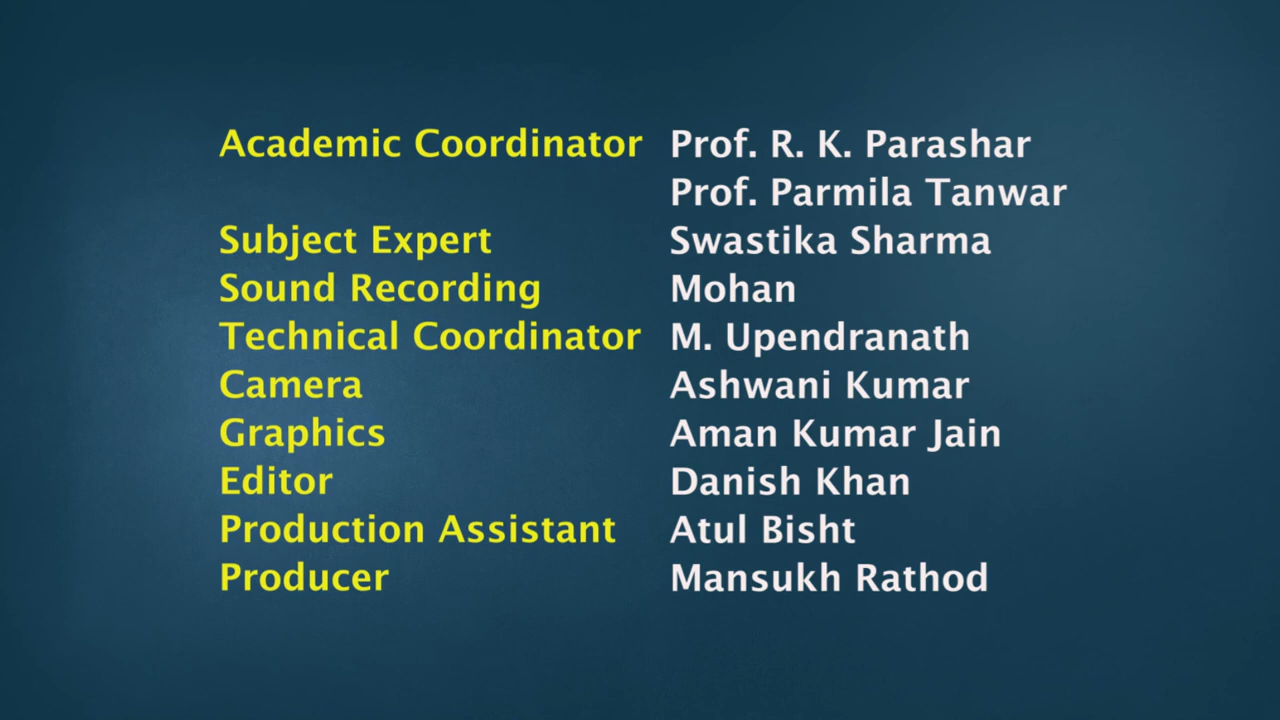 Academic Coordinator Prof. R. K. Parashar
Prof. Parmila Tanwar
Subject Expert Swastika Sharma
Sound Recording Mohan
Technical Coordinator M. Upendranath
Camera Ashwani Kumar
Graphics Aman Kumar Jain
Editor Danish Khan
Production Assistant Atul Bisht
Producer Mansukh Rathod